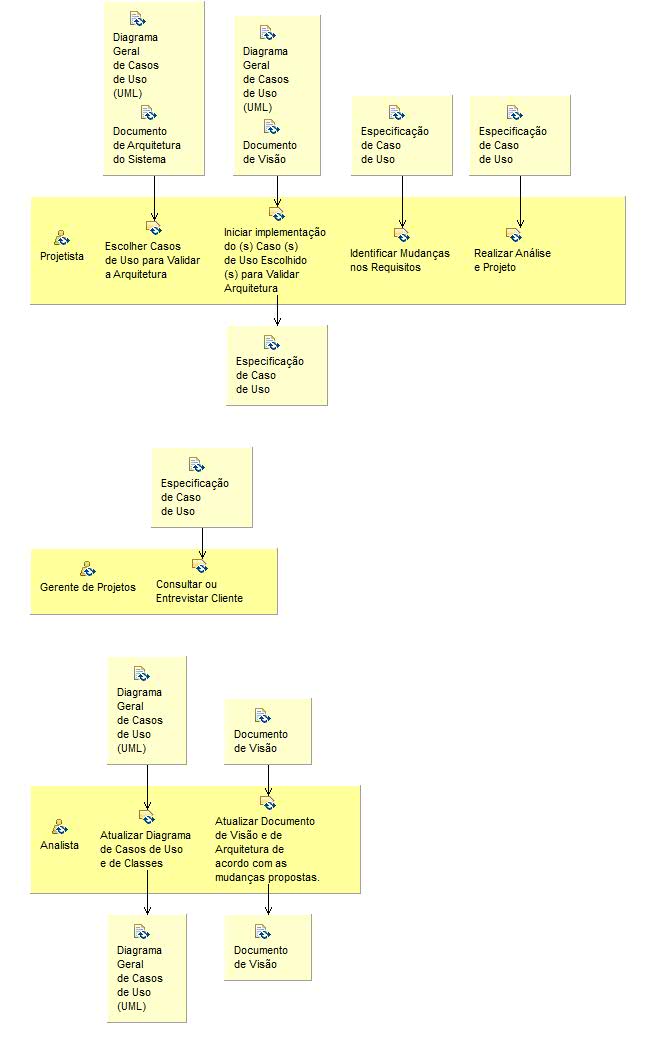 Diagrama
Geral
de Casos
de Uso
(UML)
Documento
de Arquitetura
do Sistema
Diagrama
Geral
de Casos
de Uso
(UML)
Documento
de Visão
Especificação
de Caso
de Uso
Especificação
de Caso
de Uso
Projetista
Escolher Casos
de Uso para Validar
a Arquitetura
Iniciar implementação
do (s) Caso (s)
de Uso Escolhido
(s) para Validar
Arquitetura
Identificar Mudanças
nos Requisitos
Realizar Análise
e Projeto
Especificação
de Caso
de Uso
Especificação
de Caso
de Uso
Gerente de Projetos
Consultar ou
Entrevistar Cliente
Diagrama
Geral
de Casos
de Uso
(UML)
Documento
de Visão
Analista
Atualizar Diagrama
de Casos de Uso
e de Classes
Atualizar Documento
de Visão e de
Arquitetura de
acordo com as
mudanças propostas.
Diagrama
Geral
de Casos
de Uso
(UML)
Documento
de Visão